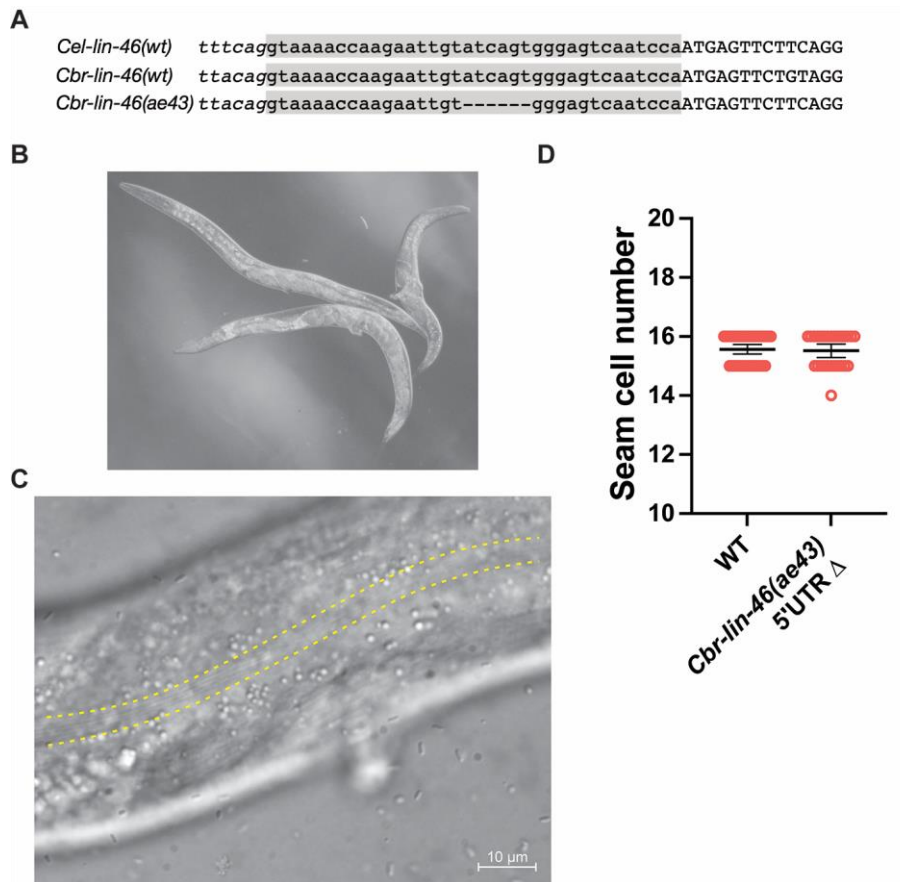 A
Cel-lin-46(wt) tttcaggtaaaaccaagaattgtatcagtgggagtcaatccaATGAGTTCTTCAGG
Cbr-lin-46(wt) ttacaggtaaaaccaagaattgtatcagtgggagtcaatccaATGAGTTCTGTAGG
Cbr-lin-46(ae43) ttacaggtaaaaccaagaattgt------gggagtcaatccaATGAGTTCTTCAGG
B
D
C
10 µm
Seam cell number
20
18
16
14
12
10
WT
Cbr-lin-46(ae43)
5'UTR Δ